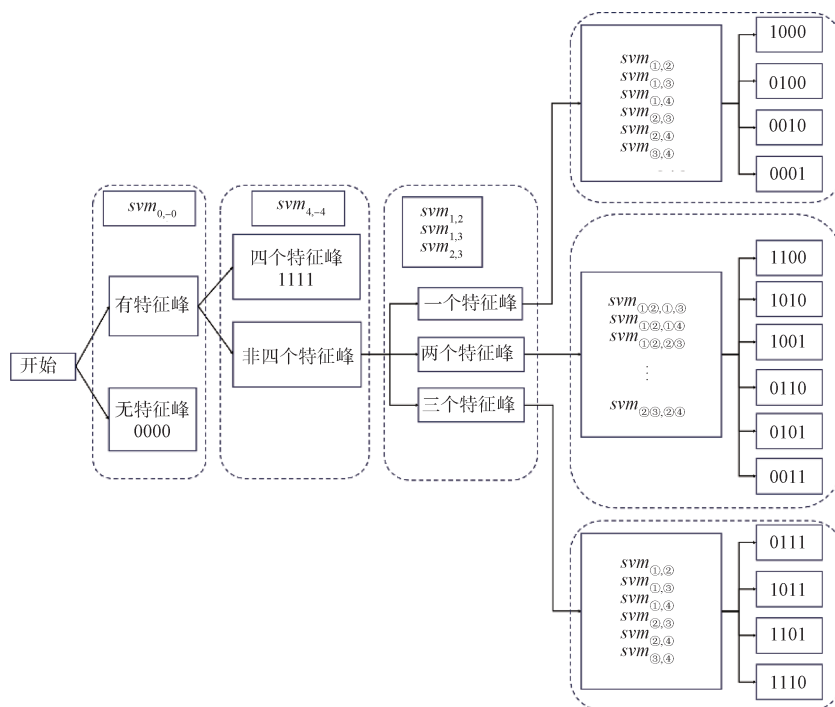 开始
svm0,−0
有特征峰
无特征峰
0000
svm4,−4
四个特征峰
1111
非四个特征峰
svm1,2
svm1,3
svm2,3
一个特征峰
两个特征峰
三个特征峰
svm①,②
svm①,③
svm①,④
svm②,③
svm②,④
svm③,④
1000
0100
0010
0001
svm①②,①,③
svm①②,①④
svm①②,②③
⋮
svm②③,②④
1100
1010
1001
0110
0101
0011
svm①,②
svm①,③
svm①,④
svm②,③
svm②,④
svm③,④
0111
1011
1101
1110